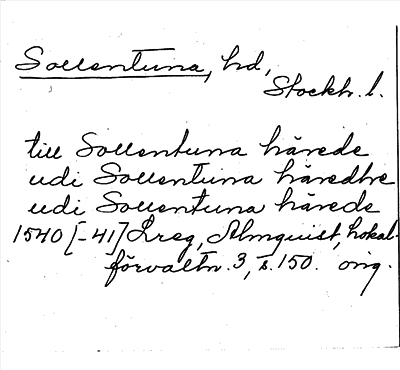 Sollentuna, hd,
Stockh. l.
till Sollentuna härede
udi Sollentuna häredhe
udi Sollentuna härede
1540 [-41] Lreg, Almquist, Lokal-
förvaltn. 3, s. 150. orig.